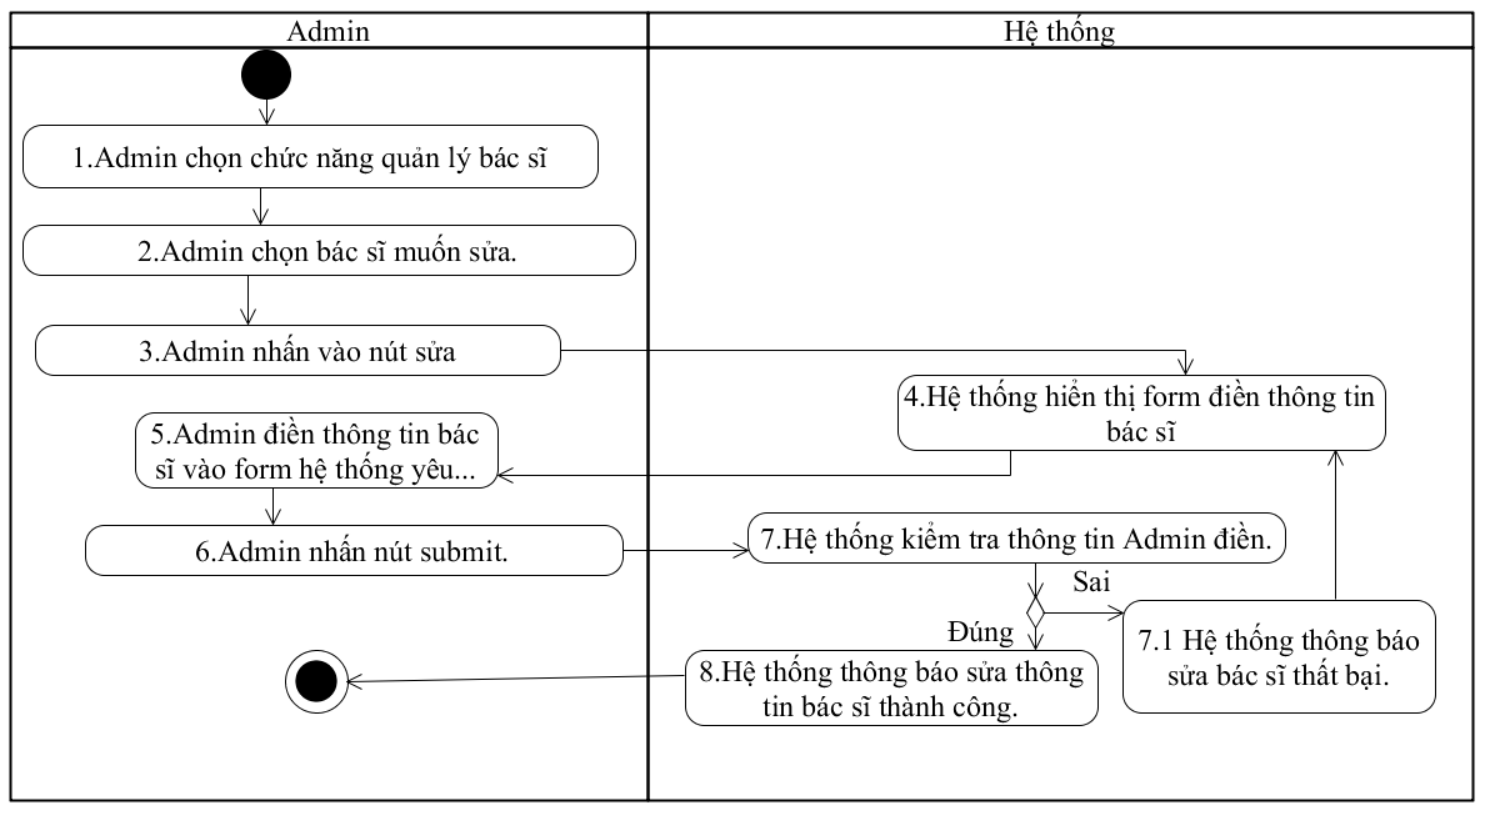 Admin
Hệ thống
1.Admin chọn chức năng quản lý bác sĩ
2.Admin chọn bác sĩ muốn sửa.
3.Admin nhấn vào nút sửa
4.Hệ thống hiển thị form điền thông tin
bác sĩ
5.Admin điền thông tin bác
sĩ vào form hệ thống yêu...
6.Admin nhấn nút submit.
7.Hệ thống kiểm tra thông tin Admin điền.
Sai
Đúng
7.1 Hệ thống thông báo
sửa bác sĩ thất bại.
8.Hệ thống thông báo sửa thông
tin bác sĩ thành công.